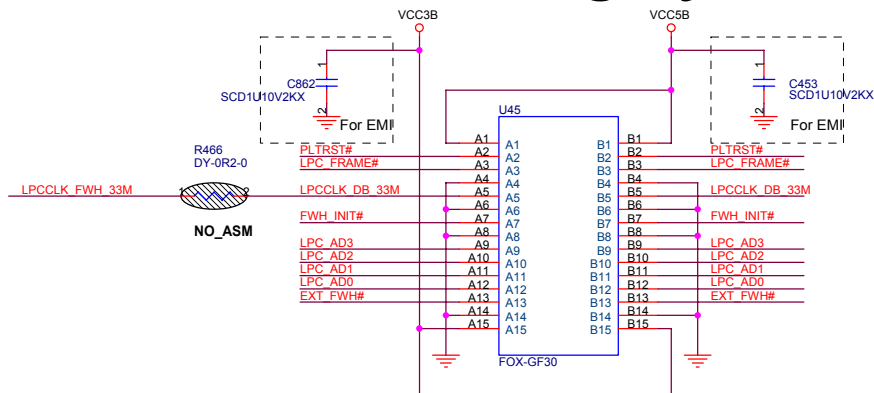 VCC3B
VCC5B
1
C862
SCD1U10V2KX
2
For EMI
1
C453
SCD1U10V2KX
2
For EMI
U45
R466
DY-0R2-0
LPCCLK_FWH_33M
1
2
NO_ASM
A1 A1 B1 B1
PLTRST# A2 A2 B2 B2 PLTRST#
LPC_FRAME# A3 A3 B3 B3 LPC_FRAME#
A4 A4 B4 B4
LPCCLK_DB_33M A5 A5 B5 B5 LPCCLK_DB_33M
A6 A6 B6 B6
FWH_INIT# A7 A7 B7 B7 FWH_INIT#
A8 A8 B8 B8
LPC_AD3 A9 A9 B9 B9 LPC_AD3
LPC_AD2 A10 A10 B10 B10 LPC_AD2
LPC_AD1 A11 A11 B11 B11 LPC_AD1
LPC_AD0 A12 A12 B12 B12 LPC_AD0
EXT_FWH# A13 A13 B13 B13 EXT_FWH#
A14 A14 B14 B14
A15 A15 B15 B15
FOX-GF30